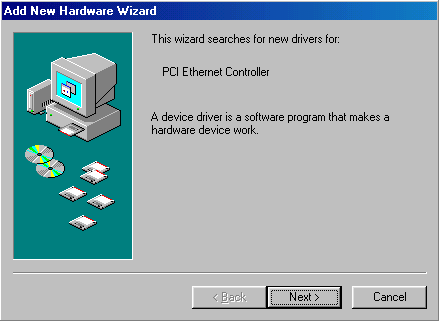 Add New Hardware Wizard
This wizard searches for new drivers for:
PCI Ethernet Controller
A device driver is a software program that makes a
hardware device work.
< Back
Next >
Cancel